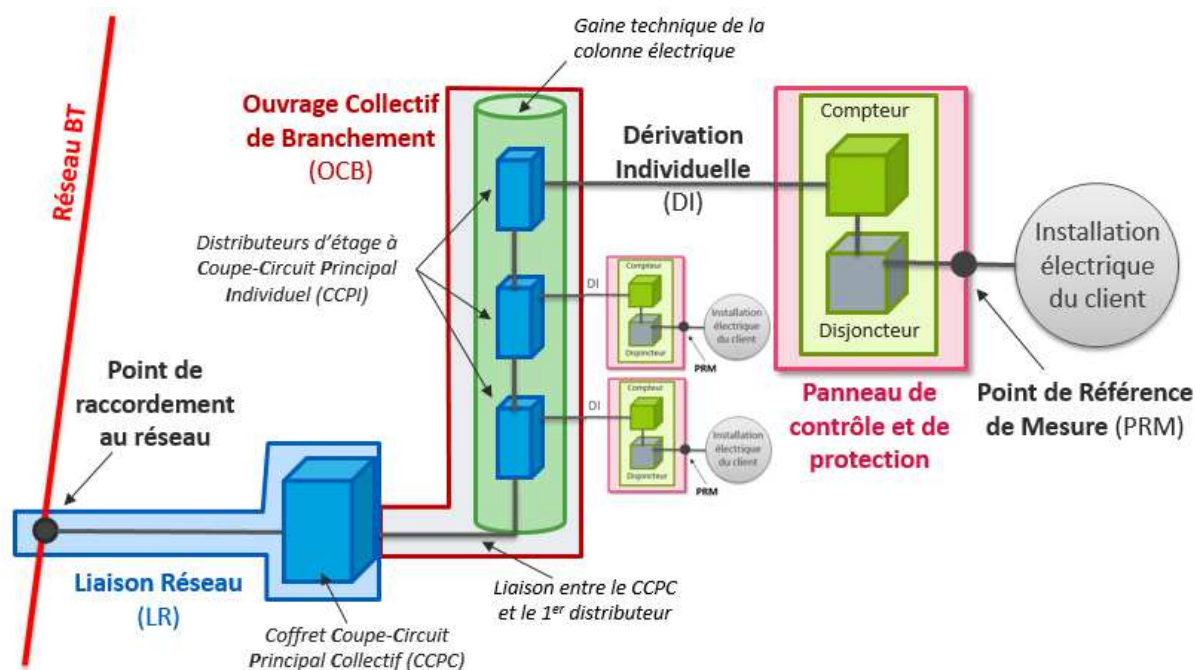 Gaine technique de la
colonne électrique
Réseau BT
Ouvrage Collectif
de Branchement
(OCB)
Dérivation
Individuelle
(DI)
Compteur
Disjoncteur
Installation
électrique
du client
Distributeurs d'étage à
Coupe-Circuit Principal
Individuel (CCPI)
DI
Compteur
Disjoncteur
PRM
Installation
électrique
du client
DI
Compteur
Disjoncteur
PRM
Installation
électrique
du client
Panneau de
contrôle et de
protection
Point de Référence
de Mesure (PRM)
Point de
raccordement
au réseau
Liaison Réseau
(LR)
Coffret Coupe-Circuit
Principal Collectif (CCPC)
Liaison entre le CCPC
et le 1er distributeur